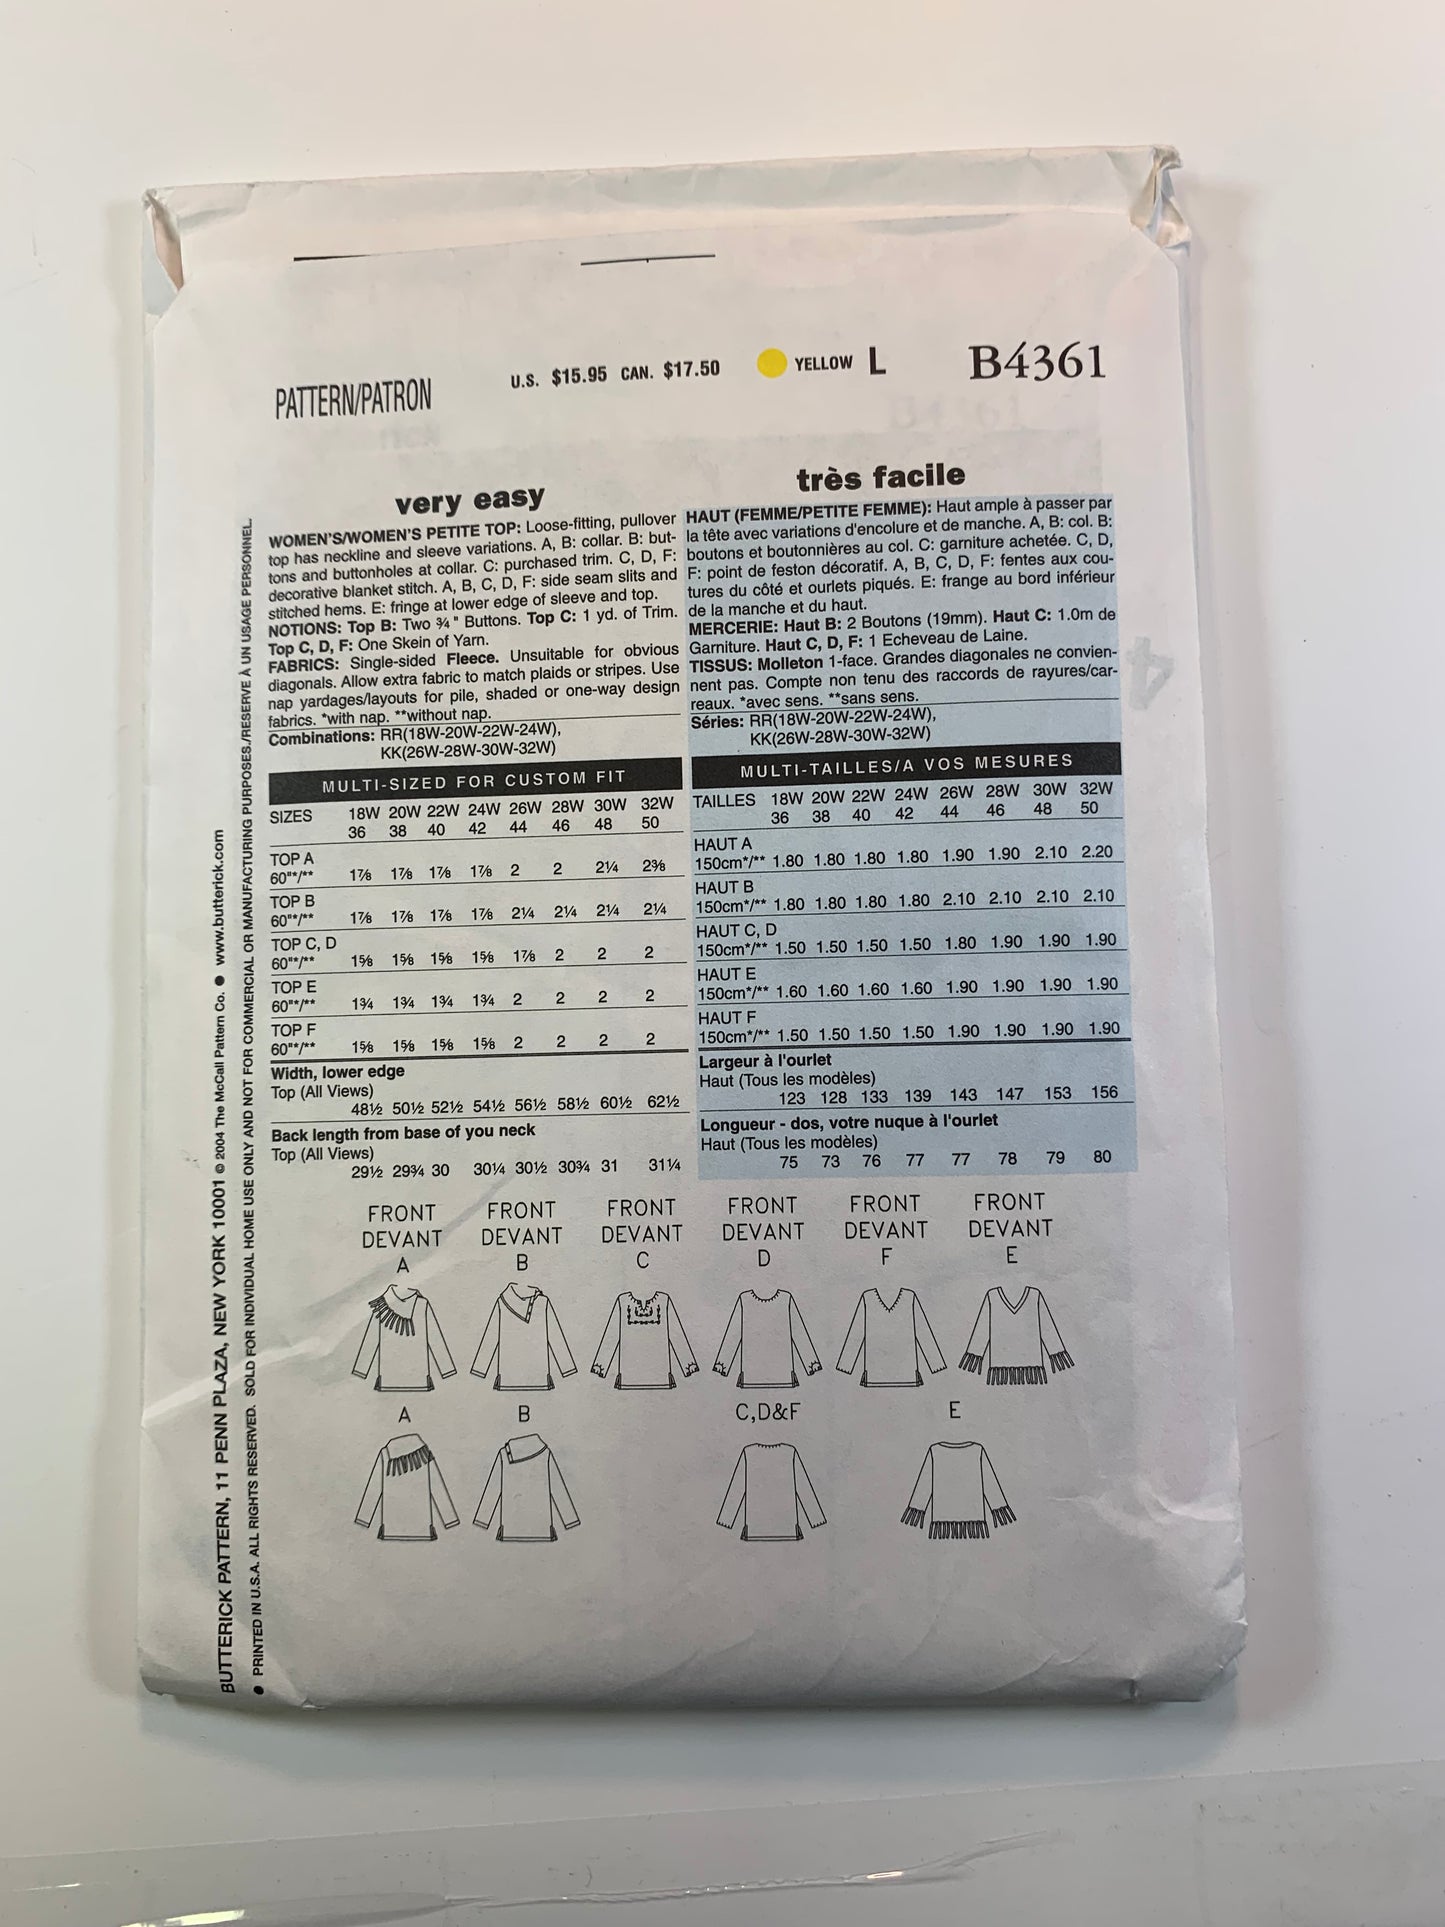 PATTERN/PATRON
U.S. $15.95 CAN. $17.50
YELLOW L
B4361
very easy
WOMEN'S/WOMEN'S PETITE TOP: Loose-fitting, pullover
top has neckline and sleeve variations. A, B: collar. B: but-
tons and buttonholes at collar. C: purchased trim. C, D, F:
decorative blanket stitch. A, B, C, D, F: side seam slits and
stitched hems. E: fringe at lower edge of sleeve and top.
NOTIONS: Top B: Two ¾" Buttons. Top C: 1 yd. of Trim.
Top C, D, F: One Skein of Yarn.
FABRICS: Single-sided Fleece. Unsuitable for obvious
diagonals. Allow extra fabric to match plaids or stripes. Use
nap yardages/layouts for pile, shaded or one-way design
fabrics. *with nap. **without nap.
Combinations: RR(18W-20W-22W-24W),
KK(26W-28W-30W-32W)
MULTI-SIZED FOR CUSTOM FIT
SIZES 18W 20W 22W 24W 26W 28W 30W 32W
36 38 40 42 44 46 48 50
TOP A
60"*/** 1⅞ 1⅞ 1⅞ 1⅞ 2 2 2¼ 2⅜
TOP B
60"*/** 1⅞ 1⅞ 1⅞ 1⅞ 2¼ 2¼ 2¼ 2¼
TOP C, D
60"*/** 1⅝ 1⅝ 1⅝ 1⅝ 1⅞ 2 2 2
TOP E
60"*/** 1¾ 1¾ 1¾ 1¾ 2 2 2 2
TOP F
60"*/** 1⅝ 1⅝ 1⅝ 1⅝ 2 2 2 2
Width, lower edge
Top (All Views)
48½ 50½ 52½ 54½ 56½ 58½ 60½ 62½
Back length from base of you neck
Top (All Views)
29½ 29¾ 30 30¼ 30½ 30¾ 31 31¼
très facile
HAUT (FEMME/PETITE FEMME): Haut ample à passer par
la tête avec variations d'encolure et de manche. A, B: col. B:
boutons et boutonnières au col. C: garniture achetée. C, D,
F: point de feston décoratif. A, B, C, D, F: fentes aux cou-
tures du côté et ourlets piqués. E: frange au bord inférieur
de la manche et du haut.
MERCERIE: Haut B: 2 Boutons (19mm). Haut C: 1.0m de
Garniture. Haut C, D, F: 1 Echeveau de Laine.
TISSUS: Molleton 1-face. Grandes diagonales ne convien-
nent pas. Compte non tenu des raccords de rayures/car-
reaux. *avec sens. **sans sens.
Séries: RR(18W-20W-22W-24W),
KK(26W-28W-30W-32W)
MULTI-TAILLES/A VOS MESURES
TAILLES 18W 20W 22W 24W 26W 28W 30W 32W
36 38 40 42 44 46 48 50
HAUT A
150cm*/** 1.80 1.80 1.80 1.80 1.90 1.90 2.10 2.20
HAUT B
150cm*/** 1.80 1.80 1.80 1.80 2.10 2.10 2.10 2.10
HAUT C, D
150cm*/** 1.50 1.50 1.50 1.50 1.80 1.90 1.90 1.90
HAUT E
150cm*/** 1.60 1.60 1.60 1.60 1.90 1.90 1.90 1.90
HAUT F
150cm*/** 1.50 1.50 1.50 1.50 1.90 1.90 1.90 1.90
Largeur à l'ourlet
Haut (Tous les modèles)
123 128 133 139 143 147 153 156
Longueur - dos, votre nuque à l'ourlet
Haut (Tous les modèles)
75 73 76 77 77 78 79 80
FRONT FRONT FRONT FRONT FRONT FRONT
DEVANT DEVANT DEVANT DEVANT DEVANT DEVANT
A B C D F E
A B C,D&F E
BUTTERICK PATTERN, 11 PENN PLAZA, NEW YORK 10001 © 2004 The McCall Pattern Co. ● www.butterick.com
● PRINTED IN U.S.A. ALL RIGHTS RESERVED. SOLD FOR INDIVIDUAL HOME USE ONLY AND NOT FOR COMMERCIAL OR MANUFACTURING PURPOSES./RESERVE À UN USAGE PERSONNEL.